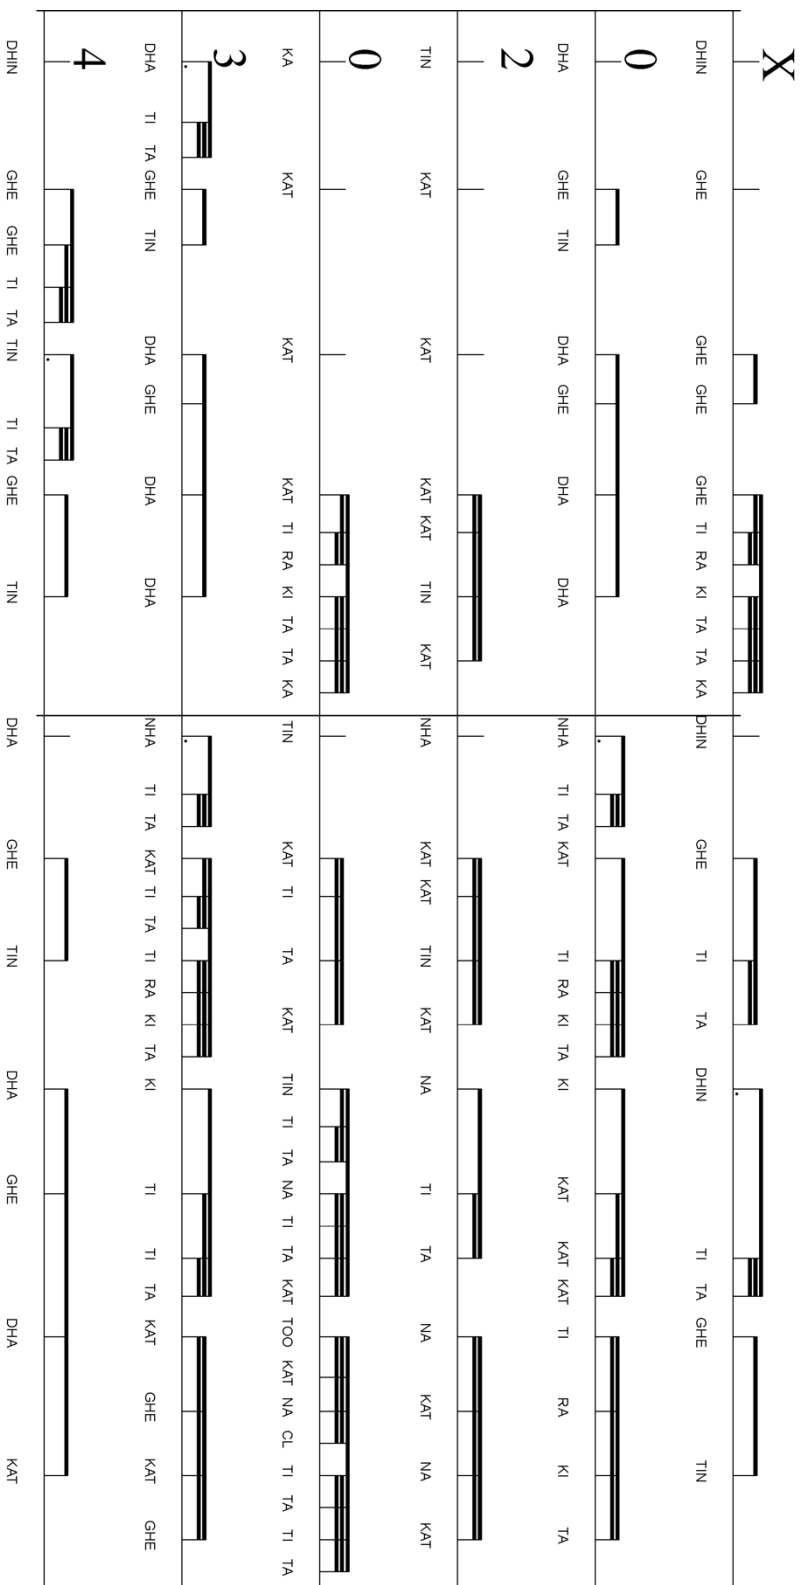 X
DHIN GHE GHE GHE GHE TI RA KI TA TA KA DHIN GHE TI TA DHIN TI TA GHE TIN
0
DHA GHE TIN DHA GHE DHA DHA NHA TI TA KAT TI RA KI TA KI KAT KAT KAT TI RA KI TA
2
TIN KAT KAT KAT KAT TIN KAT NHA KAT KAT TIN KAT NA TI TA NA KAT NA KAT
0
KA KAT KAT KAT TI RA KI TA TA KA TIN KAT TI TA KAT TIN TI TA NA TI TA KAT TOO KAT NA CL TI TA TI TA
3
DHA TI TA GHE TIN DHA GHE DHA DHA NHA TI TA KAT TI TA TI RA KI TA KI TI TI TA KAT GHE KAT GHE
4
DHIN GHE GHE TI TA TIN TI TA GHE TIN DHA GHE TIN DHA GHE DHA KAT